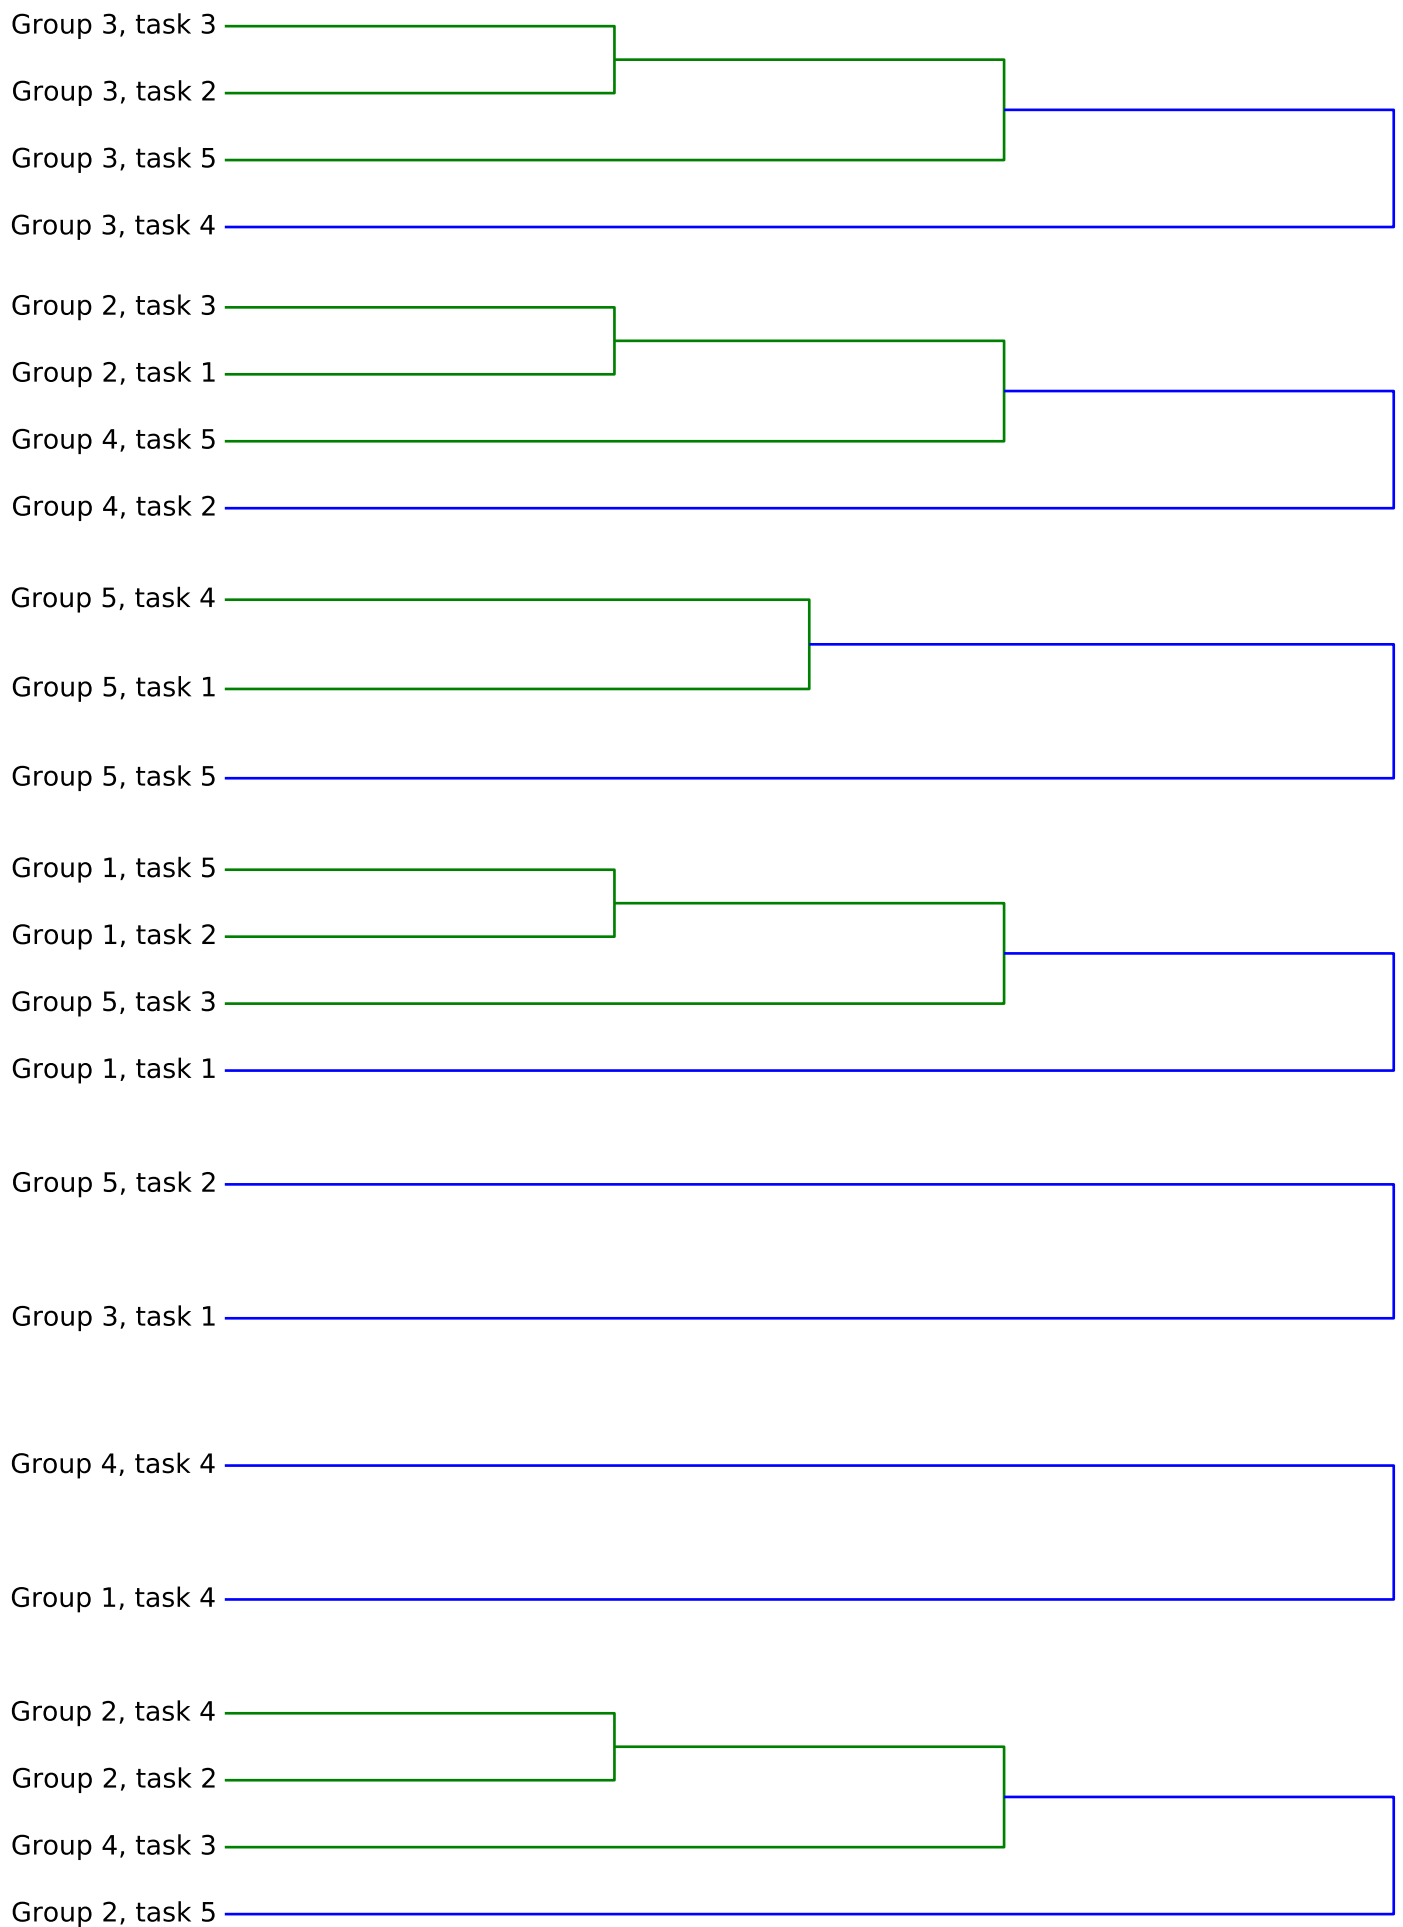 Group 3, task 3
Group 3, task 2
Group 3, task 5
Group 3, task 4
Group 2, task 3
Group 2, task 1
Group 4, task 5
Group 4, task 2
Group 5, task 4
Group 5, task 1
Group 5, task 5
Group 1, task 5
Group 1, task 2
Group 5, task 3
Group 1, task 1
Group 5, task 2
Group 3, task 1
Group 4, task 4
Group 1, task 4
Group 2, task 4
Group 2, task 2
Group 4, task 3
Group 2, task 5